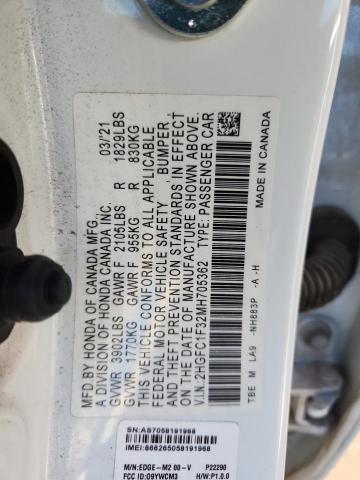 MFD. BY HONDA OF CANADA MFG.,
A DIVISION OF HONDA CANADA INC. 03/21
GVWR 3902LBS GAWR F 2105LBS R 1829LBS
GVWR 1770KG GAWR F 955KG R 830KG
THIS VEHICLE CONFORMS TO ALL APPLICABLE
FEDERAL MOTOR VEHICLE SAFETY, BUMPER,
AND THEFT PREVENTION STANDARDS IN EFFECT
ON THE DATE OF MANUFACTURE SHOWN ABOVE.
V.I.N: 2HGFC1F32MH705362 TYPE: PASSENGER CAR
TBE M LA9 -NH883P -A -H MADE IN CANADA
SN: AS7058191968
IMEI: 866265058191968
M/N: EDGE-M2 00-V P22290
FCC ID: O9YWCM3 H/W: P1.0.0